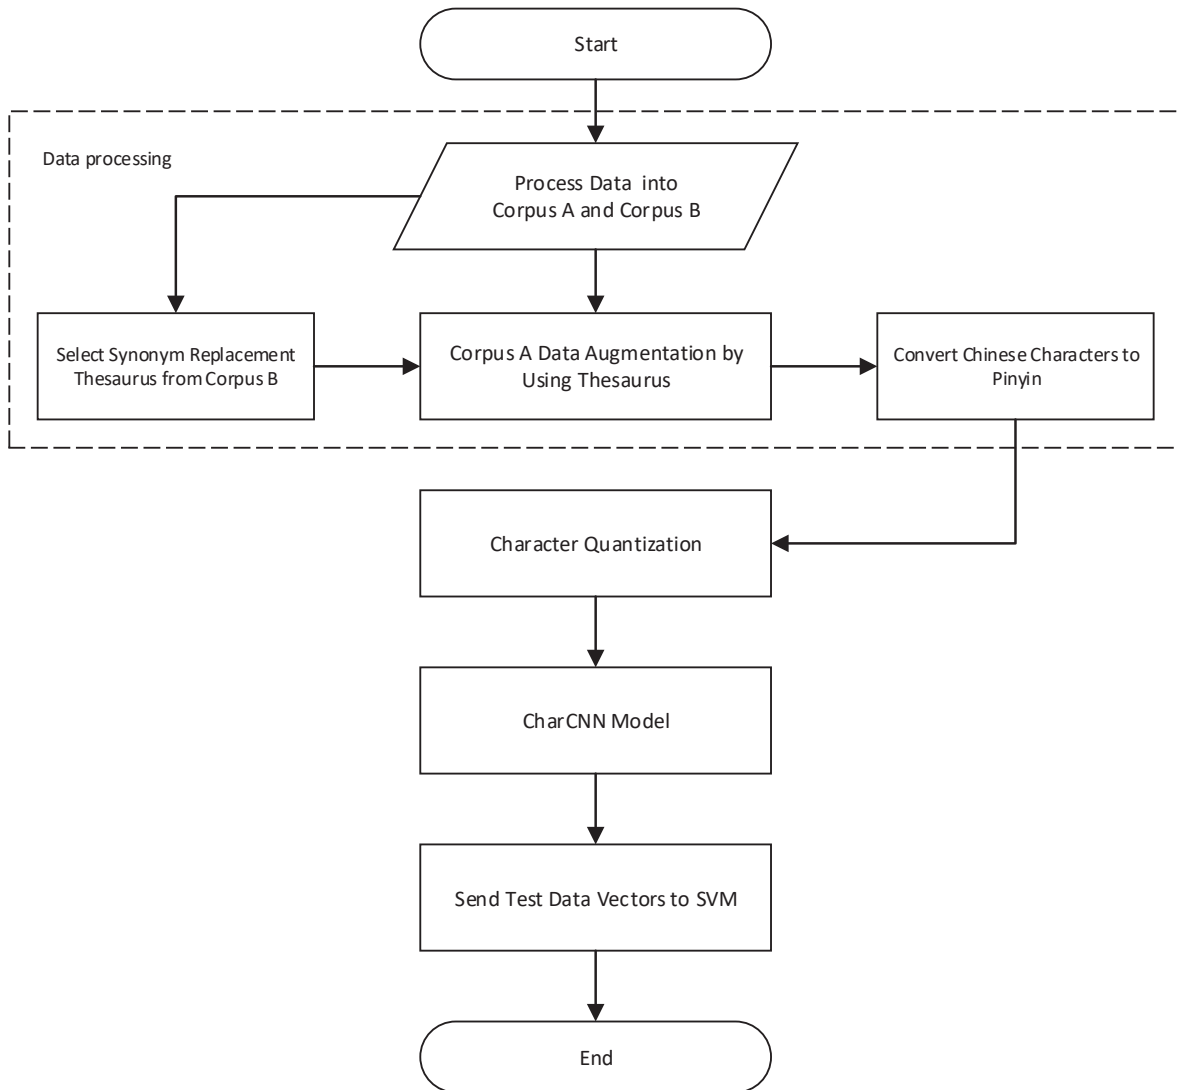 Start
Data processing
Process Data into
Corpus A and Corpus B
Select Synonym Replacement
Thesaurus from Corpus B
Corpus A Data Augmentation by
Using Thesaurus
Convert Chinese Characters to
Pinyin
Character Quantization
CharCNN Model
Send Test Data Vectors to SVM
End